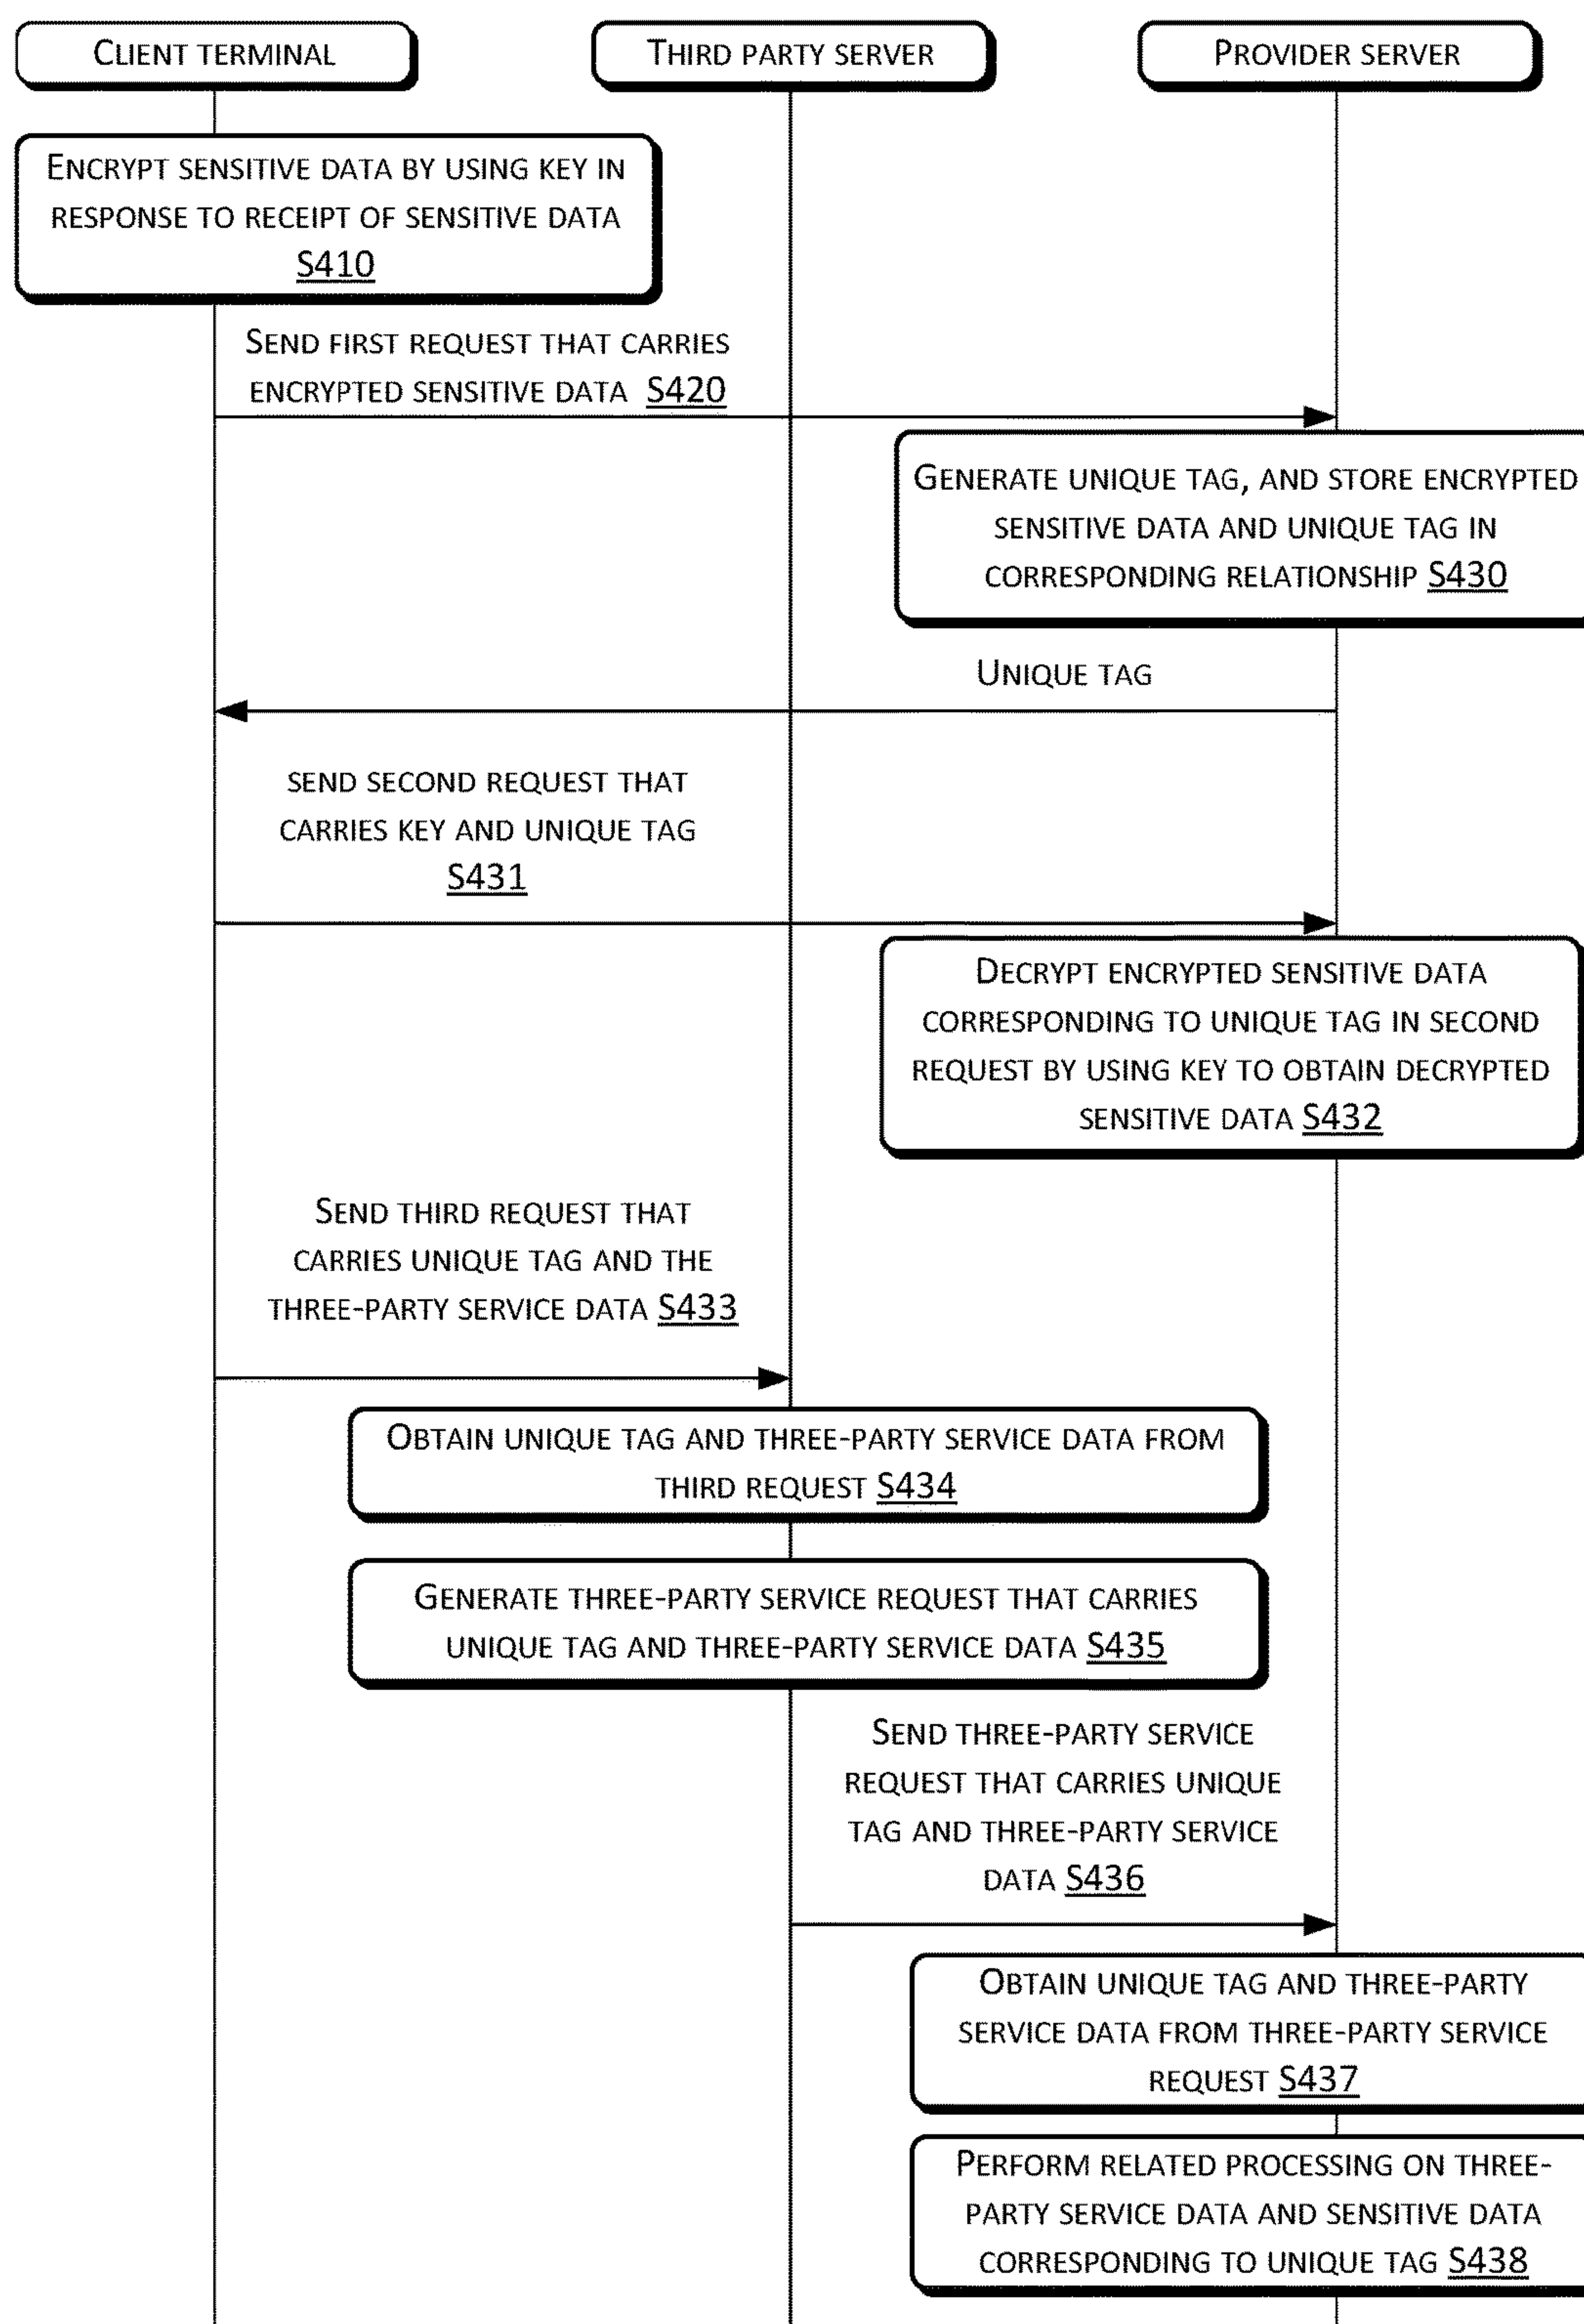 CLIENT TERMINAL
THIRD PARTY SERVER
PROVIDER SERVER
ENCRYPT SENSITIVE DATA BY USING KEY IN
RESPONSE TO RECEIPT OF SENSITIVE DATA
S410
SEND FIRST REQUEST THAT CARRIES
ENCRYPTED SENSITIVE DATA S420
GENERATE UNIQUE TAG, AND STORE ENCRYPTED
SENSITIVE DATA AND UNIQUE TAG IN
CORRESPONDING RELATIONSHIP S430
UNIQUE TAG
SEND SECOND REQUEST THAT
CARRIES KEY AND UNIQUE TAG
S431
DECRYPT ENCRYPTED SENSITIVE DATA
CORRESPONDING TO UNIQUE TAG IN SECOND
REQUEST BY USING KEY TO OBTAIN DECRYPTED
SENSITIVE DATA S432
SEND THIRD REQUEST THAT
CARRIES UNIQUE TAG AND THE
THREE-PARTY SERVICE DATA S433
OBTAIN UNIQUE TAG AND THREE-PARTY SERVICE DATA FROM
THIRD REQUEST S434
GENERATE THREE-PARTY SERVICE REQUEST THAT CARRIES
UNIQUE TAG AND THREE-PARTY SERVICE DATA S435
SEND THREE-PARTY SERVICE
REQUEST THAT CARRIES UNIQUE
TAG AND THREE-PARTY SERVICE
DATA S436
OBTAIN UNIQUE TAG AND THREE-PARTY
SERVICE DATA FROM THREE-PARTY SERVICE
REQUEST S437
PERFORM RELATED PROCESSING ON THREE-
PARTY SERVICE DATA AND SENSITIVE DATA
CORRESPONDING TO UNIQUE TAG S438